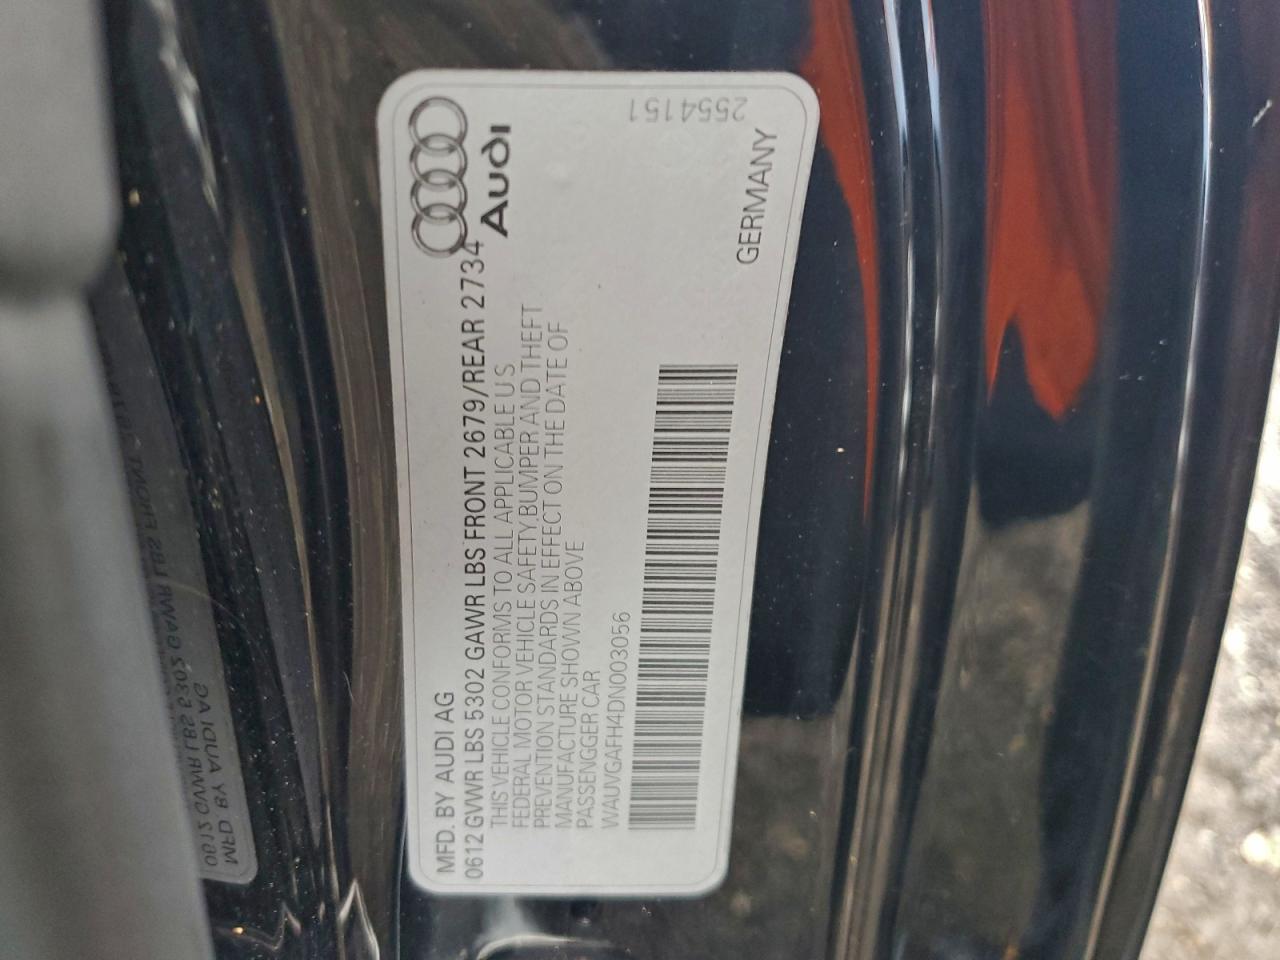 MFD. BY AUDI AG
0612 GVWR LBS 5302 GAWR LBS FRONT 2679/REAR 2734
THIS VEHICLE CONFORMS TO ALL APPLICABLE U S
FEDERAL MOTOR VEHICLE SAFETY,BUMPER AND THEFT
PREVENTION STANDARDS IN EFFECT ON THE DATE OF
MANUFACTURE SHOWN ABOVE
PASSENGGER CAR
WAUVGAFH4DN003056
Audi
GERMANY
2554151